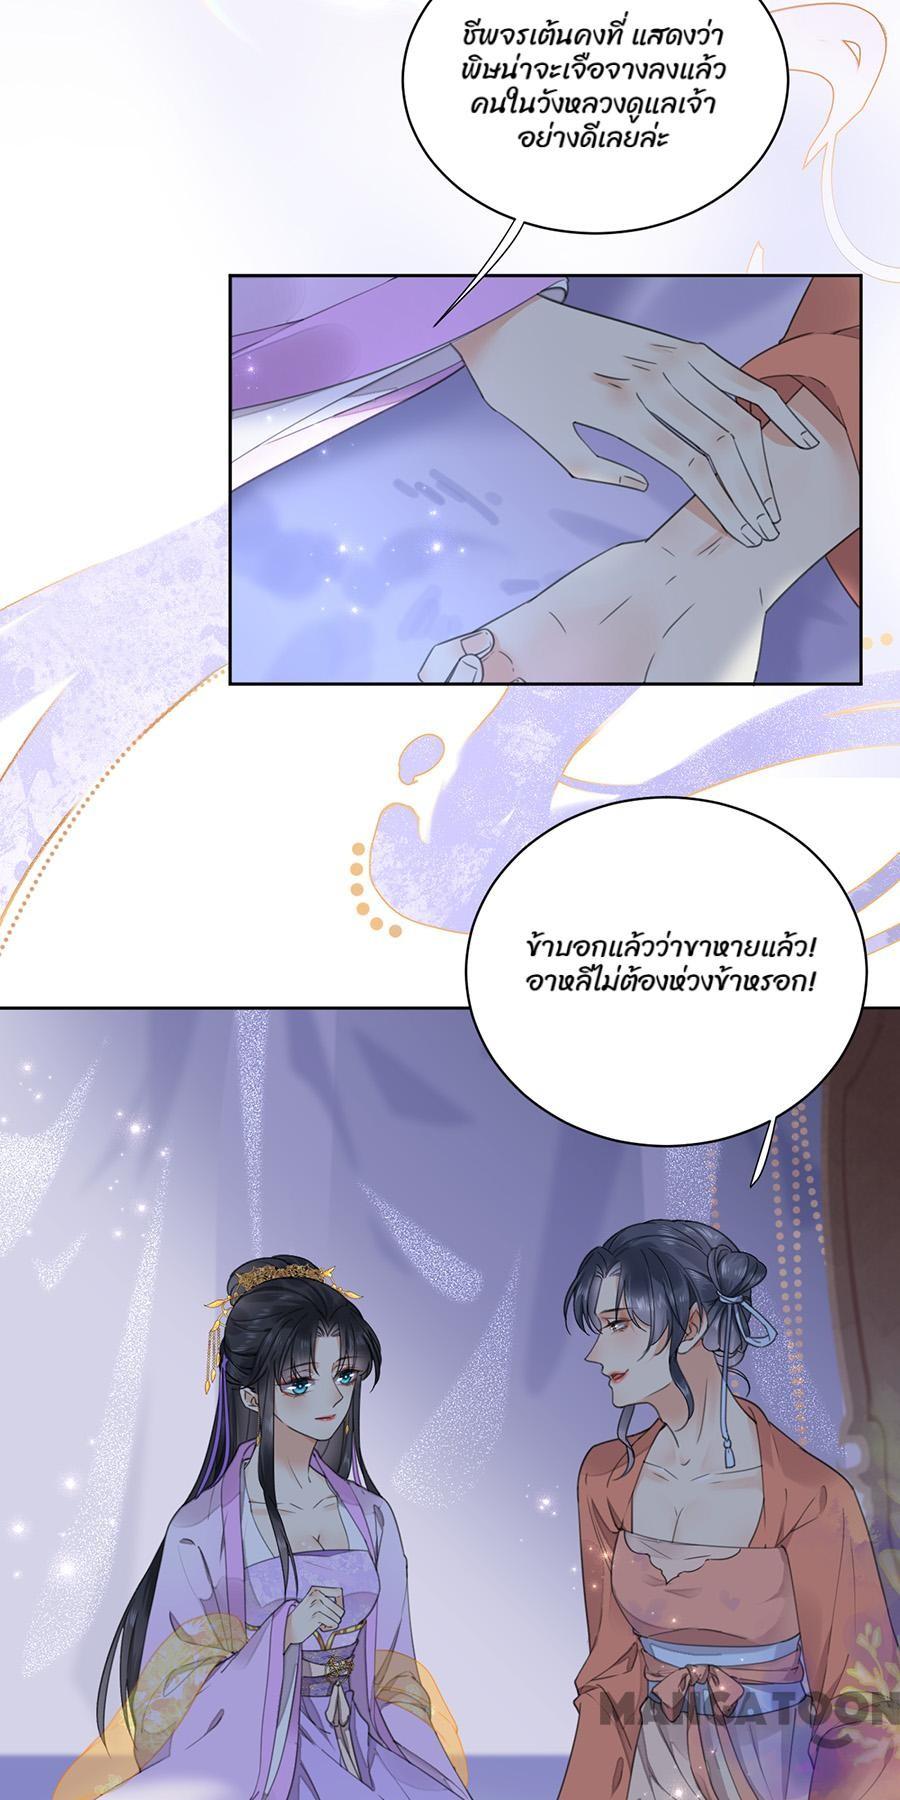 ชีพจรเต้นคงที่ แสดงว่า
พิษน่าจะเจือจางลงแล้ว
คนในวังหลวงดูแลเจ้า
อย่างดีเลยล่ะ
ข้าบอกแล้วว่าขาหายแล้ว!
อาหลีไม่ต้องห่วงข้าหรอก!
MANGATOON